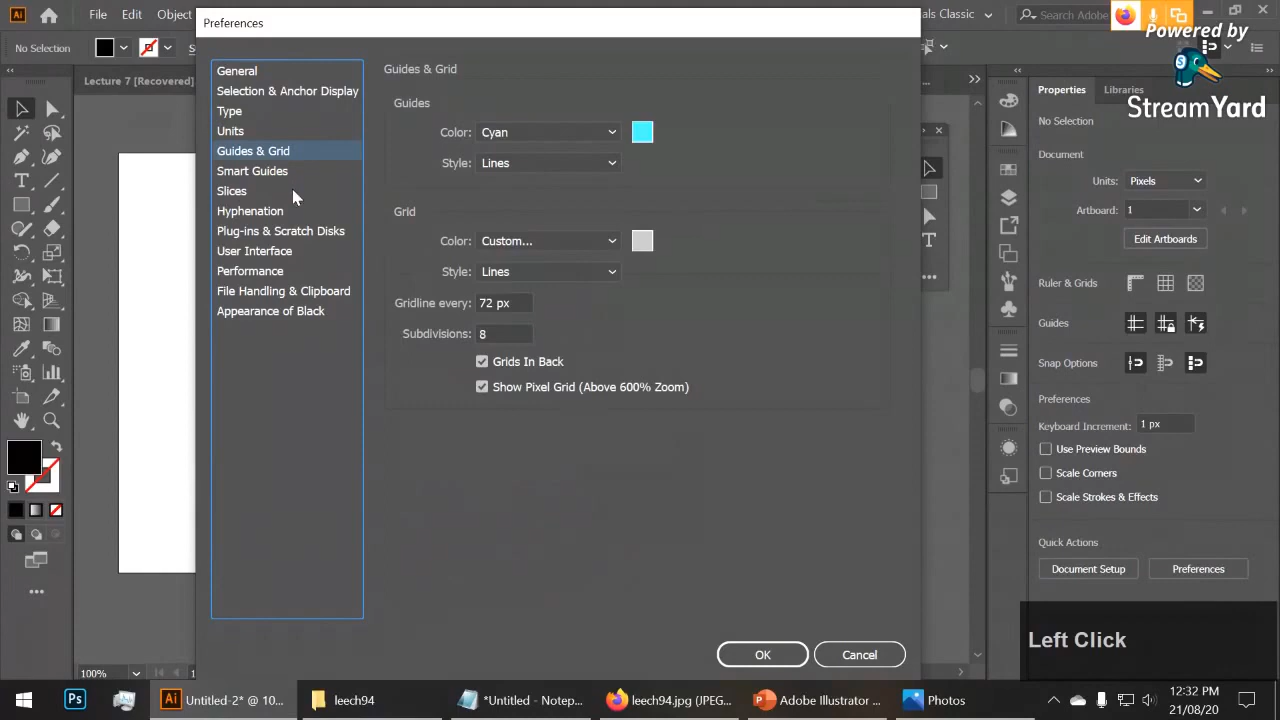 Preferences
File Edit Object
als Classic
Search Adobe
No Selection
Powered by
StreamYard
Lecture 7 [Recovered]
General
Selection & Anchor Display
Type
Units
Guides & Grid
Smart Guides
Slices
Hyphenation
Plug-ins & Scratch Disks
User Interface
Performance
File Handling & Clipboard
Appearance of Black
Guides & Grid
Guides
Color: Cyan
Style: Lines
Grid
Color: Custom...
Style: Lines
Gridline every: 72 px
Subdivisions: 8
Grids In Back
Show Pixel Grid (Above 600% Zoom)
OK Cancel
Properties Libraries
No Selection
Document
Units: Pixels
Artboard: 1
Edit Artboards
Ruler & Grids
Guides
Snap Options
Preferences
Keyboard Increment: 1 px
Use Preview Bounds
Scale Corners
Scale Strokes & Effects
Quick Actions
Document Setup Preferences
Left Click
100%
Ps
Ai Untitled-2* @ 10...
leech94
*Untitled - Notep...
leech94.jpg (JPEG...
Adobe Illustrator ...
Photos
12:32 PM
21/08/20